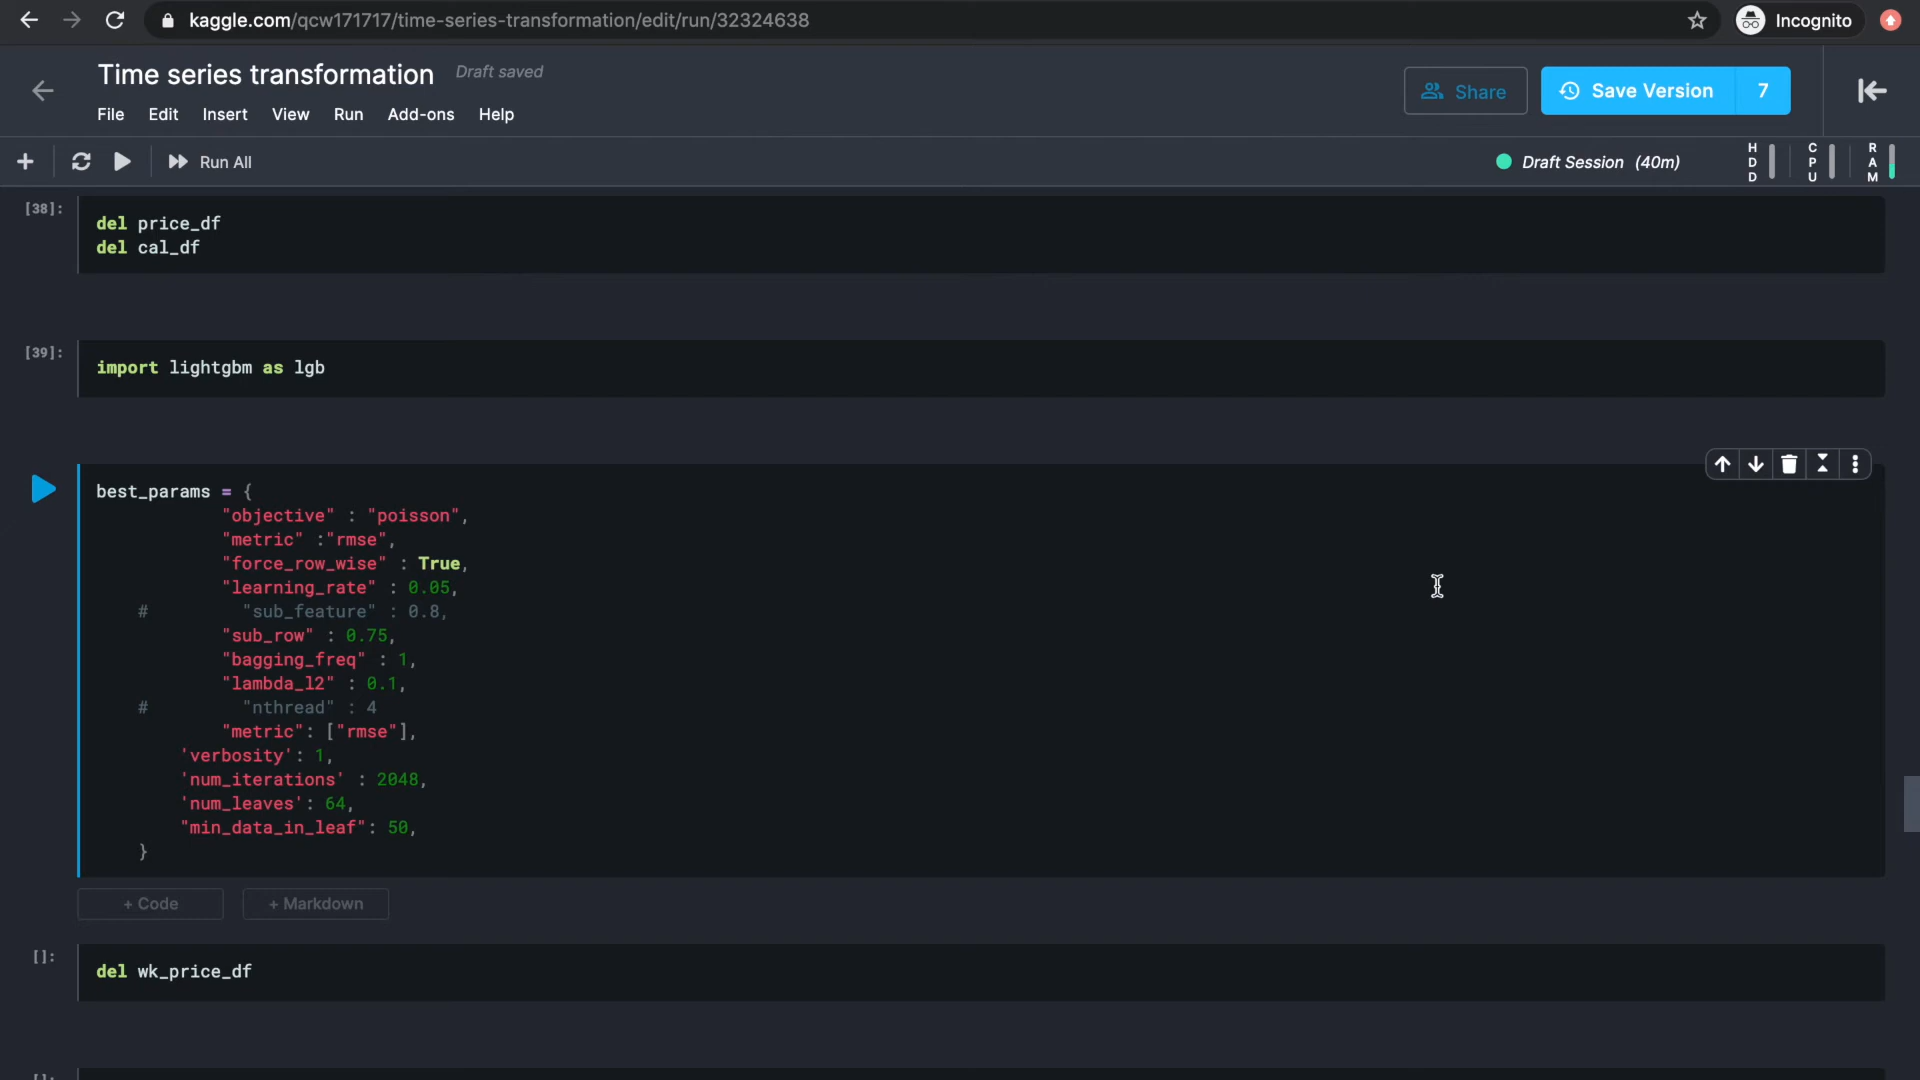 kaggle.com/qcw171717/time-series-transformation/edit/run/32324638
Incognito
Time series transformation
Draft saved
File Edit Insert View Run Add-ons Help
Share
Save Version 7
Run All
Draft Session (40m)
HDD
CPU
RAM
[38]:
del price_df
del cal_df
[39]:
import lightgbm as lgb
best_params = {
"objective" : "poisson",
"metric" :"rmse",
"force_row_wise" : True,
"learning_rate" : 0.05,
# "sub_feature" : 0.8,
"sub_row" : 0.75,
"bagging_freq" : 1,
"lambda_l2" : 0.1,
# "nthread" : 4
"metric": ["rmse"],
'verbosity': 1,
'num_iterations' : 2048,
'num_leaves': 64,
"min_data_in_leaf": 50,
}
+ Code
+ Markdown
[]:
del wk_price_df
[]: